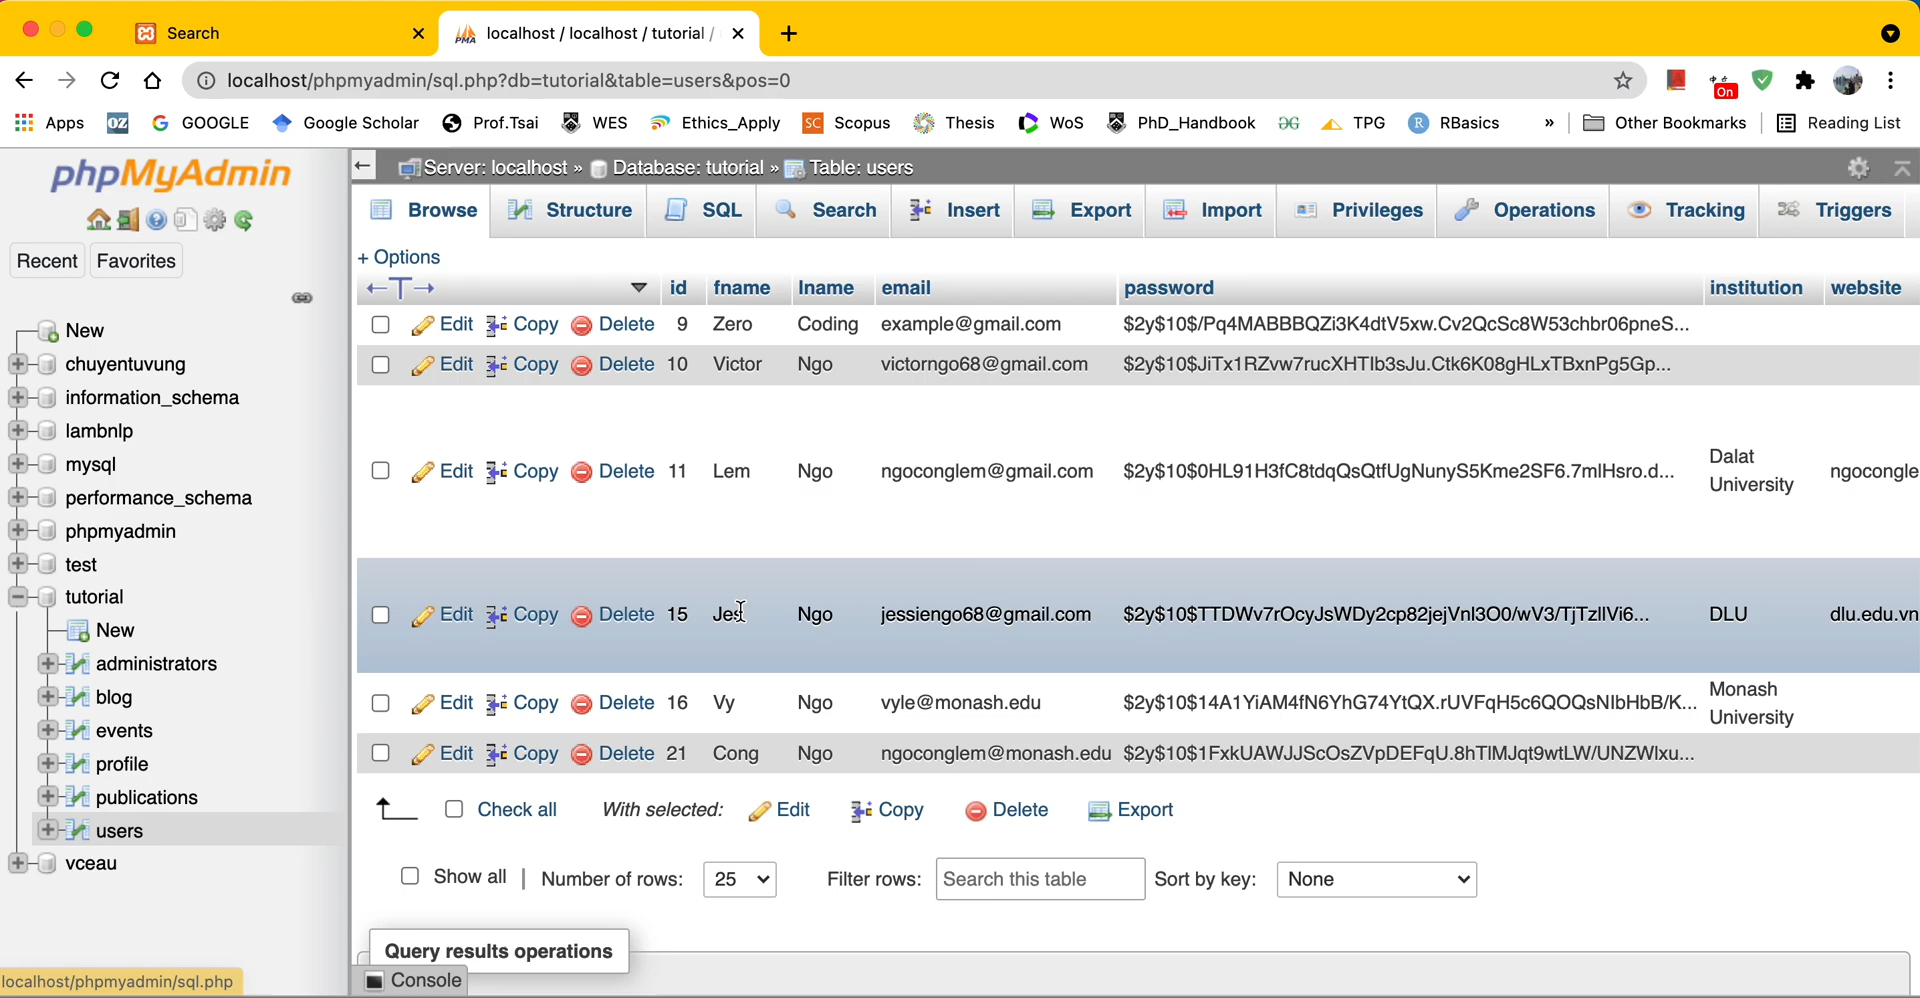 Search
localhost / localhost / tutorial /
localhost/phpmyadmin/sql.php?db=tutorial&table=users&pos=0
On
Apps
OZ
GOOGLE
Google Scholar
Prof.Tsai
WES
Ethics_Apply
SC Scopus
Thesis
WoS
PhD_Handbook
TPG
R RBasics
»
Other Bookmarks
Reading List
phpMyAdmin
Recent Favorites
New
chuyentuvung
information_schema
lambnlp
mysql
performance_schema
phpmyadmin
test
tutorial
New
administrators
blog
events
profile
publications
users
vceau
localhost/phpmyadmin/sql.php
Server: localhost » Database: tutorial » Table: users
Browse Structure SQL Search Insert Export Import Privileges Operations Tracking Triggers
+ Options
←T→ id fname lname email password institution website
Edit Copy Delete 9 Zero Coding example@gmail.com $2y$10$/Pq4MABBBQZi3K4dtV5xw.Cv2QcSc8W53chbr06pneS...
Edit Copy Delete 10 Victor Ngo victorngo68@gmail.com $2y$10$JiTx1RZvw7rucXHTIb3sJu.Ctk6K08gHLxTBxnPg5Gp...
Edit Copy Delete 11 Lem Ngo ngoconglem@gmail.com $2y$10$0HL91H3fC8tdqQsQtfUgNunyS5Kme2SF6.7mlHsro.d... Dalat University ngocongle
Edit Copy Delete 15 Jes Ngo jessiengo68@gmail.com $2y$10$TTDWv7rOcyJsWDy2cp82jejVnl3O0/wV3/TjTzllVi6... DLU dlu.edu.vn
Edit Copy Delete 16 Vy Ngo vyle@monash.edu $2y$10$14A1YiAM4fN6YhG74YtQX.rUVFqH5c6QOQsNIbHbB/K... Monash University
Edit Copy Delete 21 Cong Ngo ngoconglem@monash.edu $2y$10$1FxkUAWJJScOsZVpDEFqU.8hTlMJqt9wtLW/UNZWlxu...
Check all With selected: Edit Copy Delete Export
Show all | Number of rows: 25 Filter rows: Search this table Sort by key: None
Query results operations
Console